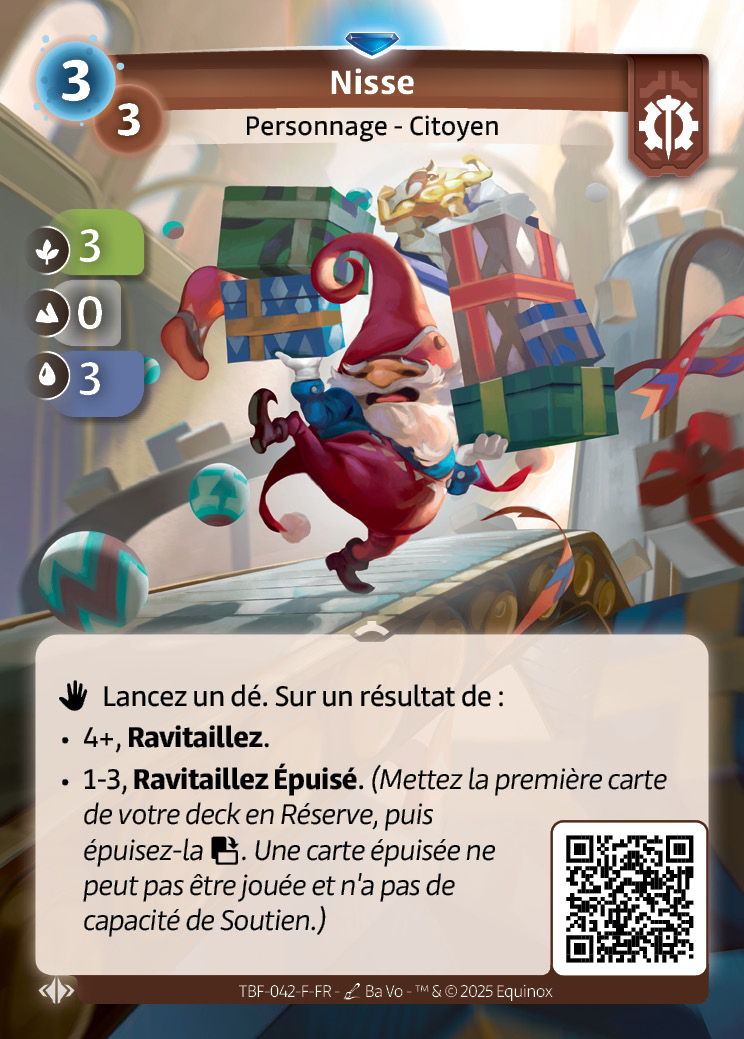 3
Nisse
3
Personnage - Citoyen
3
0
3
Lancez un dé. Sur un résultat de :
• 4+, Ravitaillez.
• 1-3, Ravitaillez Épuisé. (Mettez la première carte
de votre deck en Réserve, puis
épuisez-la . Une carte épuisée ne
peut pas être jouée et n'a pas de
capacité de Soutien.)
TBF-042-F-FR - Ba Vo - ™ & © 2025 Equinox